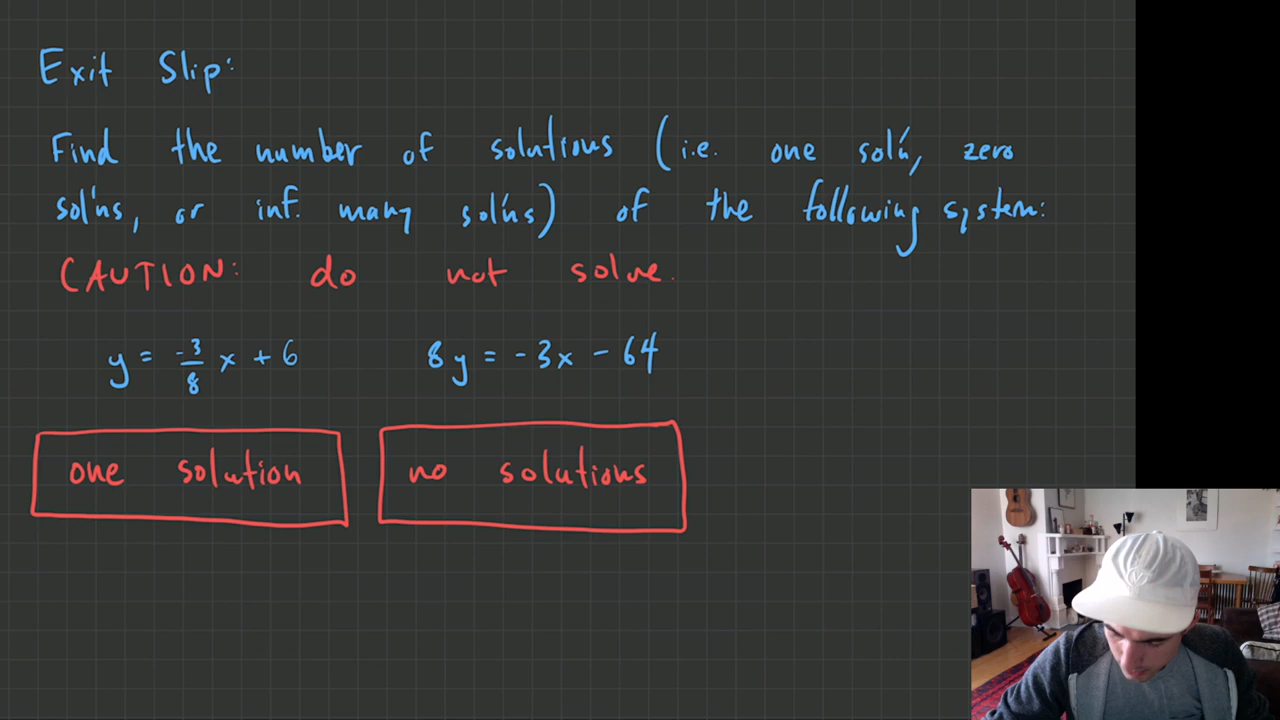 Exit Slip:
Find the number of solutions (i.e. one sol'n, zero
sol'ns, or inf. many sol'ns) of the following system:
CAUTION: do not solve.
y = -3/8 x + 6    8y = -3x - 64
one solution    no solutions